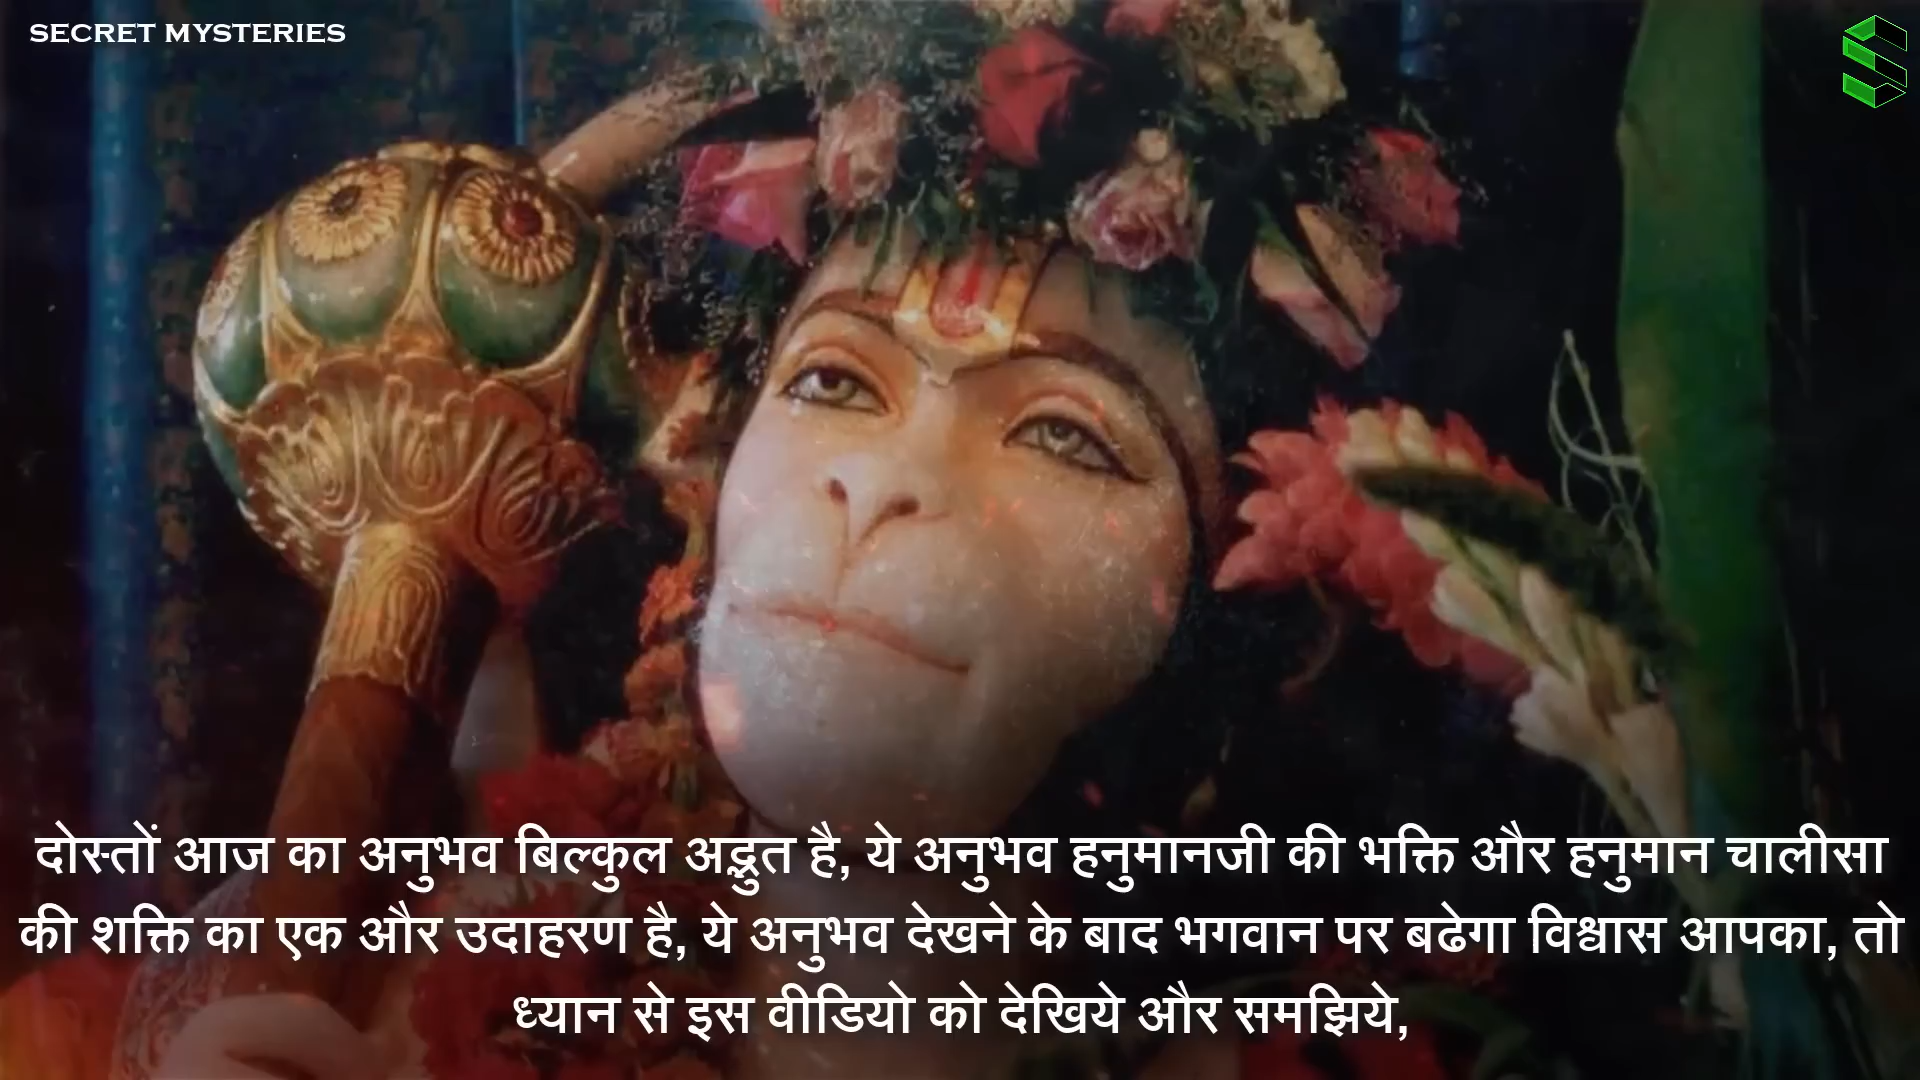 SECRET MYSTERIES
दोस्तों आज का अनुभव बिल्कुल अद्भुत है, ये अनुभव हनुमानजी की भक्ति और हनुमान चालीसा
की शक्ति का एक और उदाहरण है, ये अनुभव देखने के बाद भगवान पर बढेगा विश्वास आपका, तो
ध्यान से इस वीडियो को देखिये और समझिये,